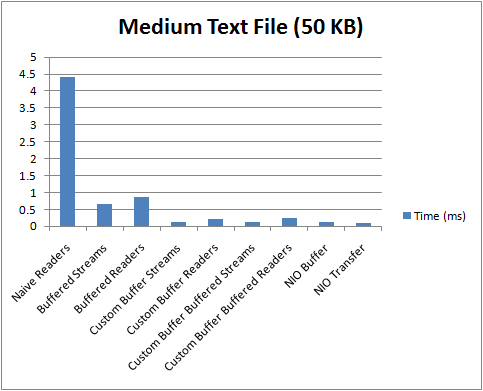 Medium Text File (50 KB)
5
4.5
4
3.5
3
2.5
2
1.5
1
0.5
0
Naive Readers
Buffered Streams
Buffered Readers
Custom Buffer Streams
Custom Buffer Readers
Custom Buffer Buffered Streams
Custom Buffer Buffered Readers
NIO Buffer
NIO Transfer
Time (ms)